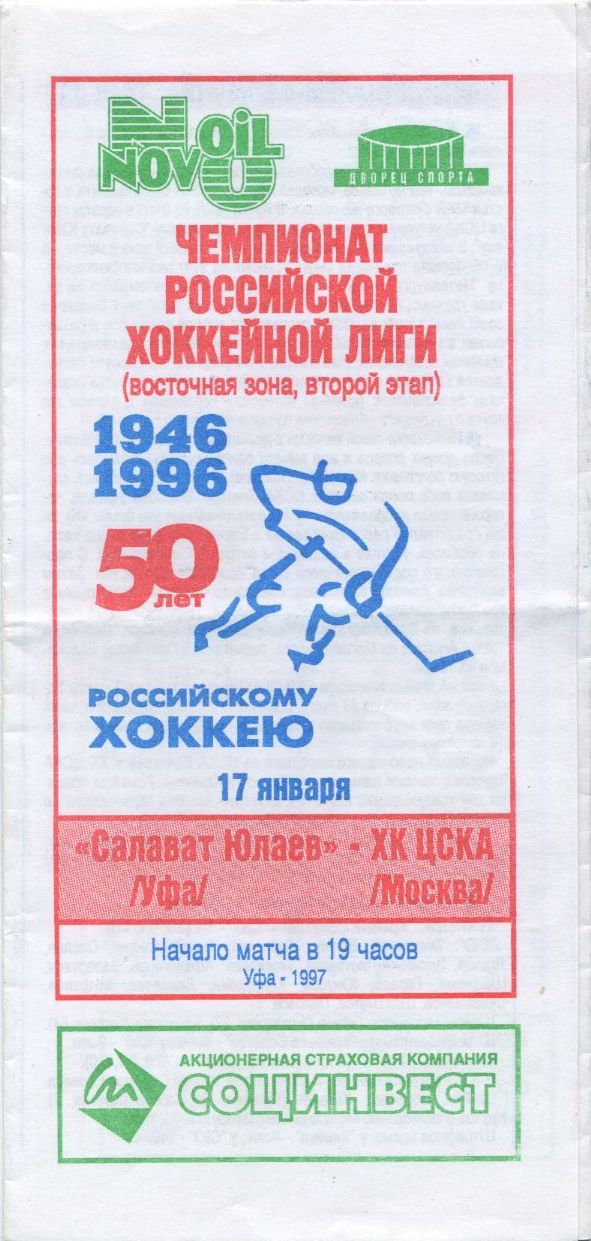 NOVOIL
ДВОРЕЦ СПОРТА
ЧЕМПИОНАТ
РОССИЙСКОЙ
ХОККЕЙНОЙ ЛИГИ
(восточная зона, второй этап)
1946
1996
50
лет
РОССИЙСКОМУ
ХОККЕЮ
17 января
«Салават Юлаев» - ХК ЦСКА
/Уфа/ /Москва/
Начало матча в 19 часов
Уфа - 1997
АКЦИОНЕРНАЯ СТРАХОВАЯ КОМПАНИЯ
СОЦИНВЕСТ